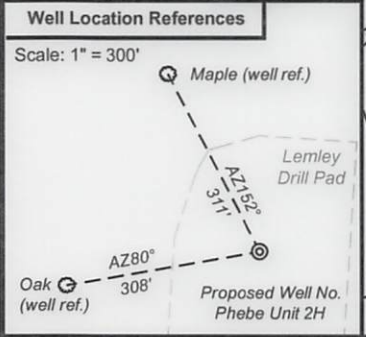 Well Location References
Scale: 1" = 300'
Maple (well ref.)
Lemley
Drill Pad
AZ152°
311'
AZ80°
308'
Oak
(well ref.)
Proposed Well No.
Phebe Unit 2H